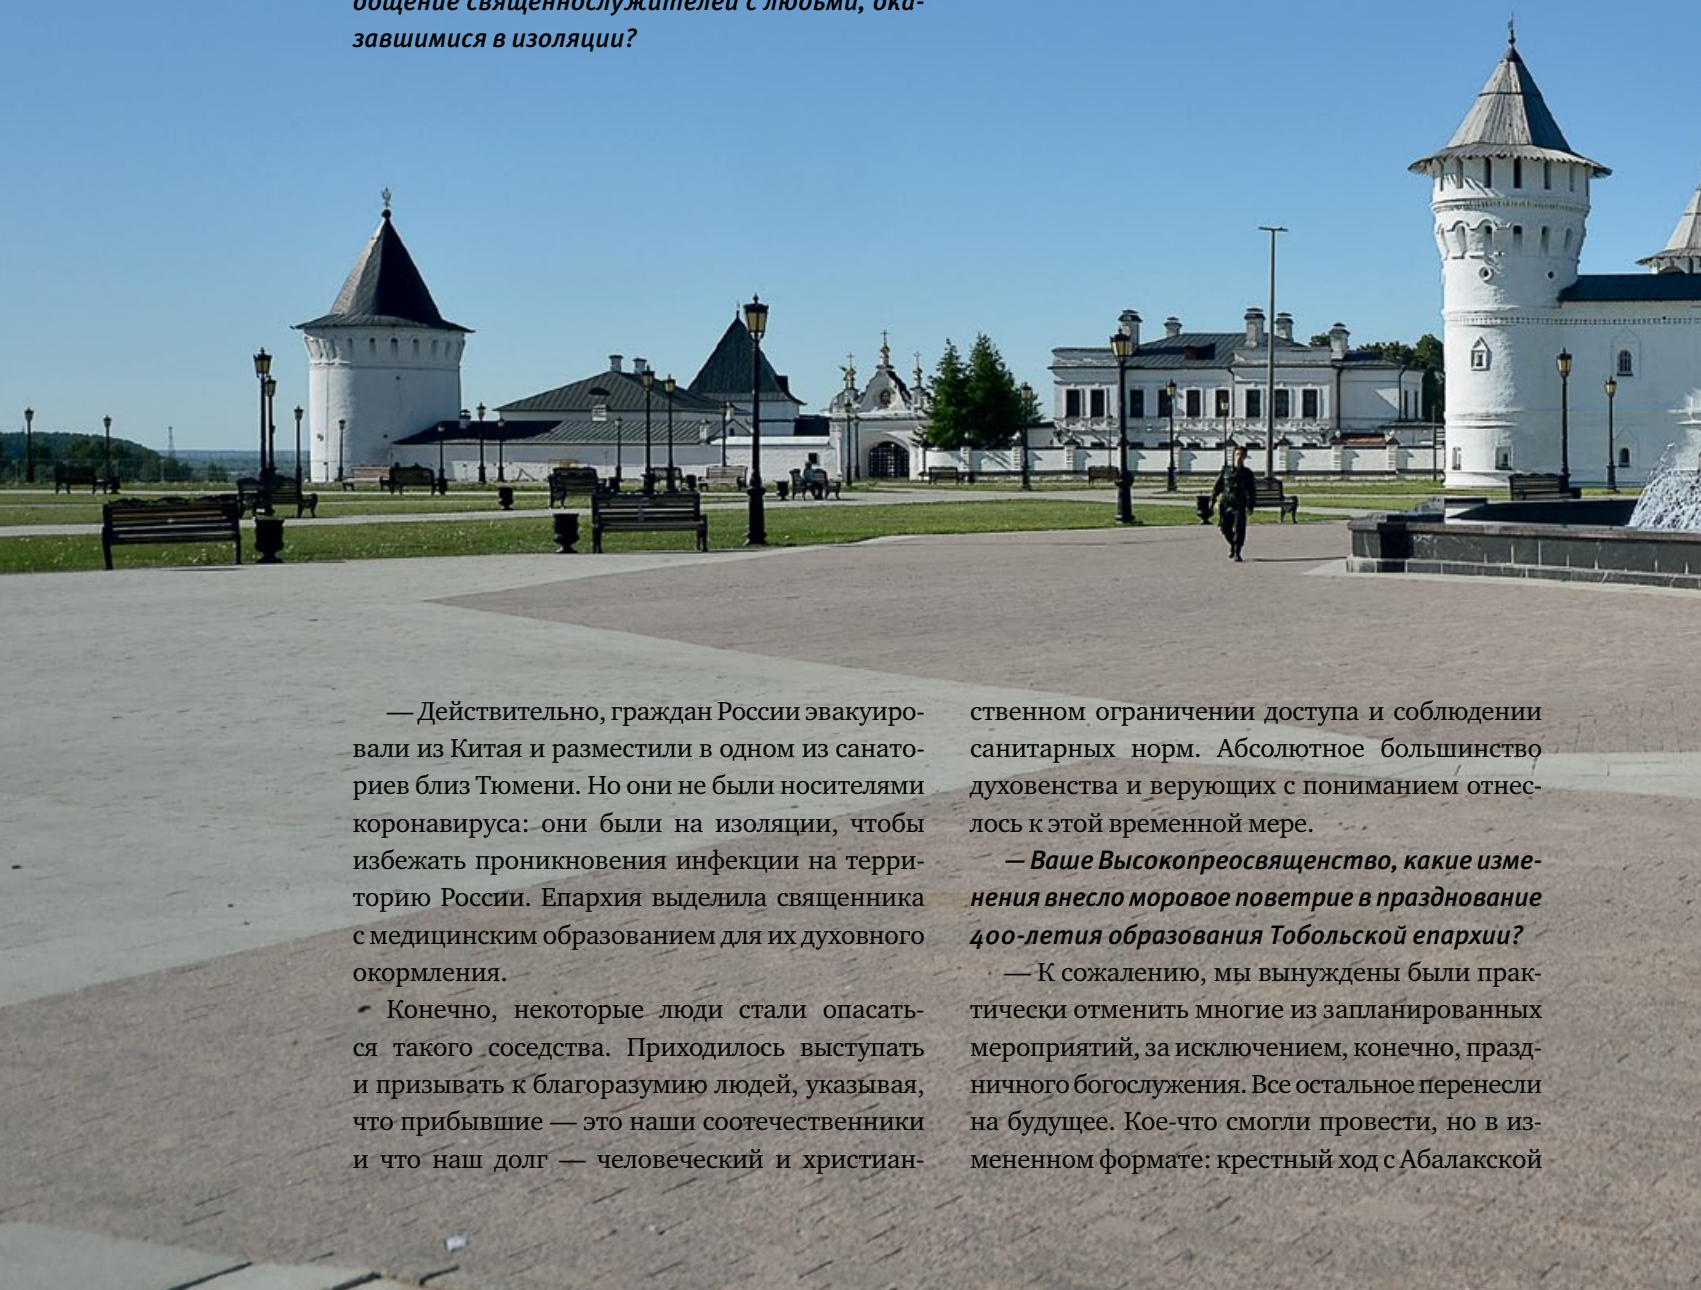 общение священнослужителей с людьми, ока-
завшимися в изоляции?
— Действительно, граждан России эвакуиро-
вали из Китая и разместили в одном из санато-
риев близ Тюмени. Но они не были носителями
коронавируса: они были на изоляции, чтобы
избежать проникновения инфекции на терри-
торию России. Епархия выделила священника
с медицинским образованием для их духовного
окормления.
Конечно, некоторые люди стали опасать-
ся такого соседства. Приходилось выступать
и призывать к благоразумию людей, указывая,
что прибывшие — это наши соотечественники
и что наш долг — человеческий и христиан-
ственном ограничении доступа и соблюдении
санитарных норм. Абсолютное большинство
духовенства и верующих с пониманием отнес-
лось к этой временной мере.
— Ваше Высокопреосвященство, какие изме-
нения внесло моровое поветрие в празднование
400-летия образования Тобольской епархии?
— К сожалению, мы вынуждены были прак-
тически отменить многие из запланированных
мероприятий, за исключением, конечно, празд-
ничного богослужения. Все остальное перенесли
на будущее. Кое-что смогли провести, но в из-
мененном формате: крестный ход с Абалакской